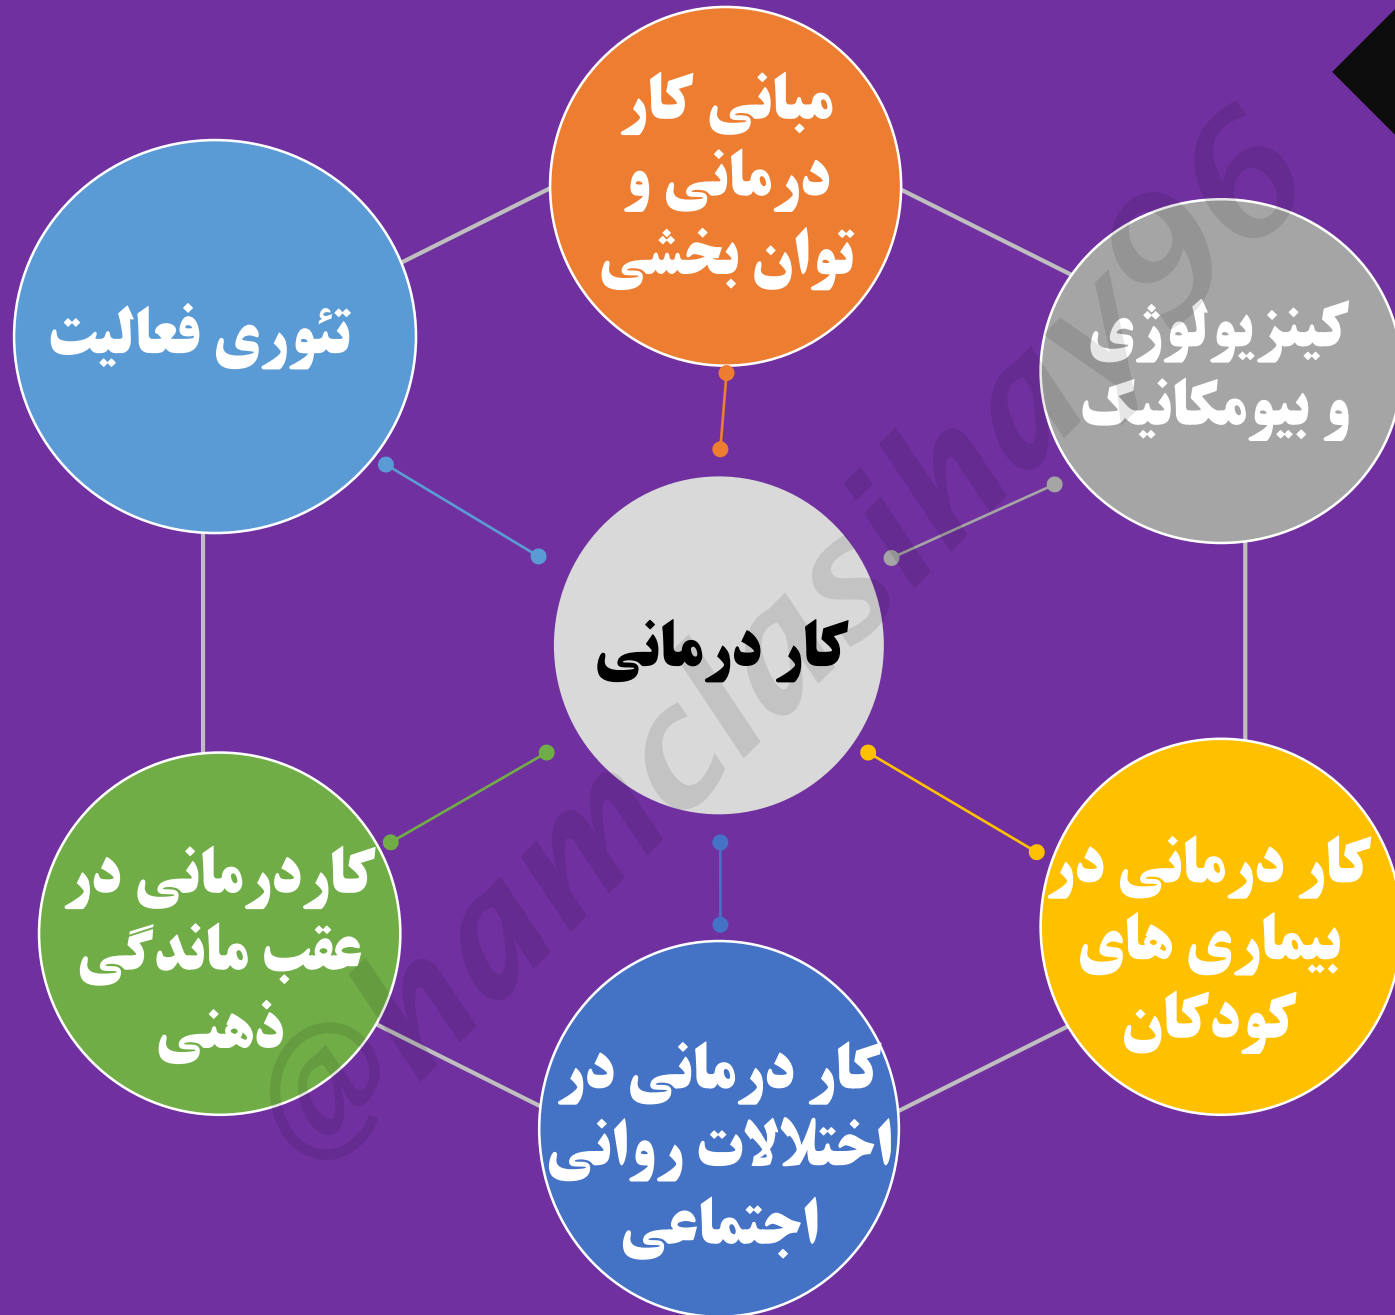 مبانی کار
درمانی و
توان بخشی
کینزیولوژی
و بیومکانیک
تئوری فعالیت
کار درمانی
کار درمانی در
بیماری های
کودکان
کاردرمانی در
عقب ماندگی
ذهنی
کار درمانی در
اختلالات روانی
اجتماعی
@hamclasihay96